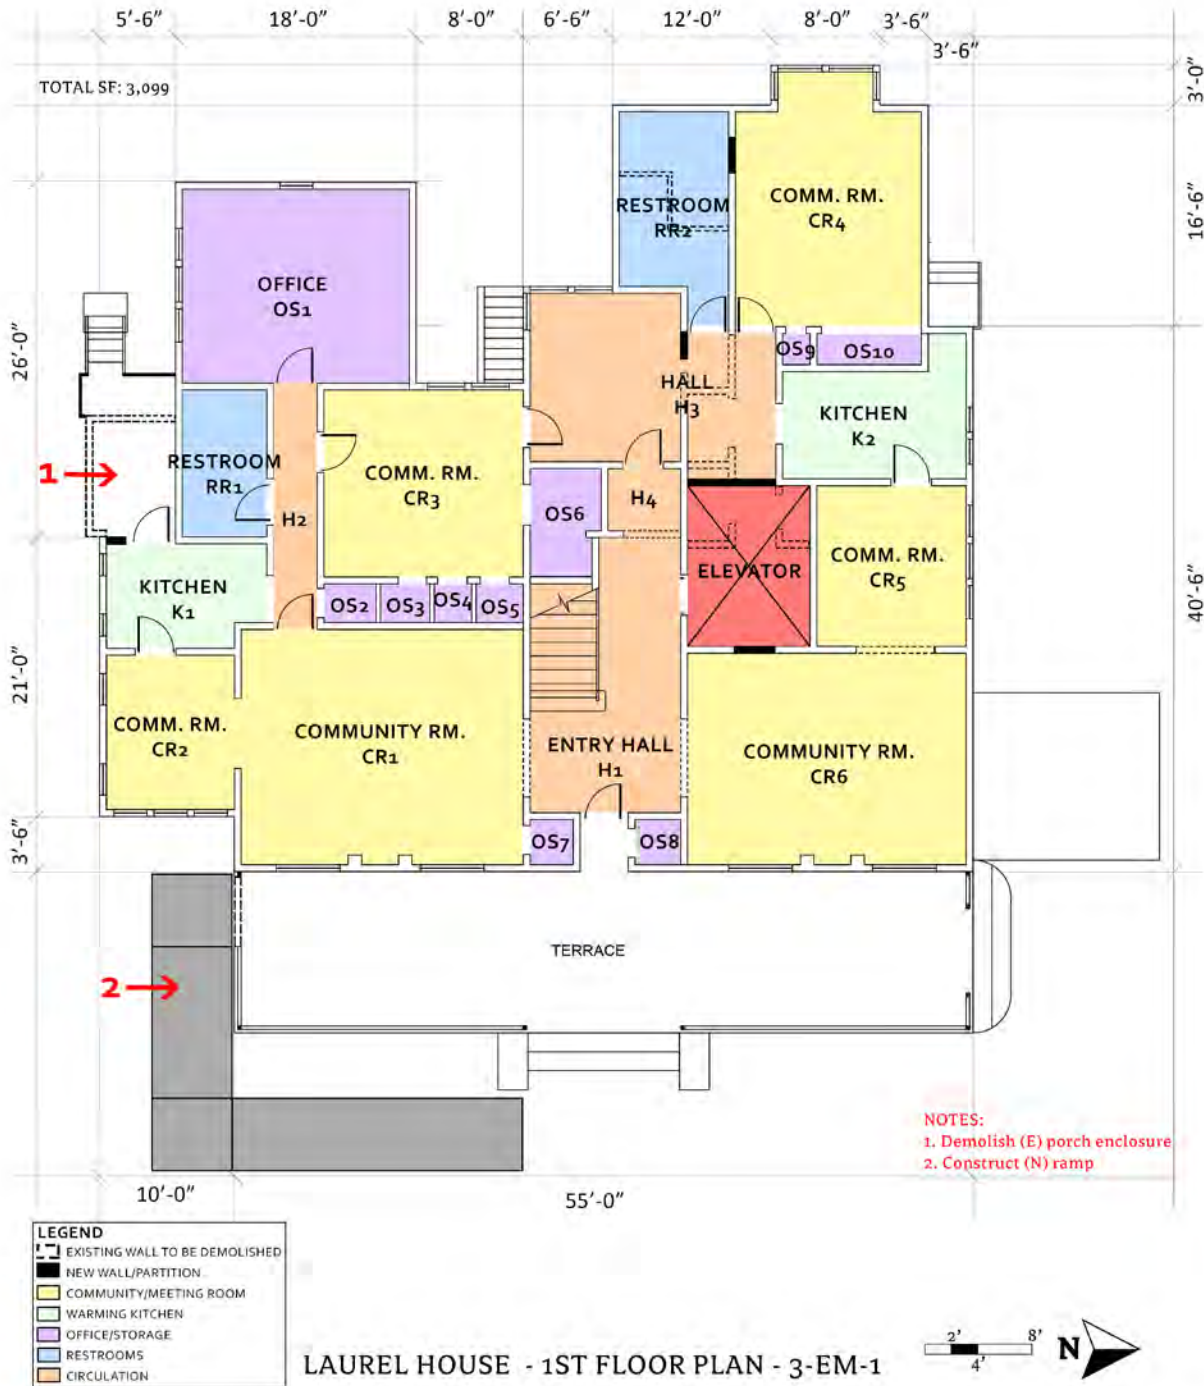 5'-6" 18'-0" 8'-0" 6'-6" 12'-0" 8'-0" 3'-6"
3'-6"
TOTAL SF: 3,099
3'-0"
16'-6"
RESTROOM
RR2
COMM. RM.
CR4
OFFICE
OS1
26'-0"
OS9
OS10
HALL
H3
KITCHEN
K2
1
RESTROOM
RR1
COMM. RM.
CR3
H2
OS6
H4
ELEVATOR
COMM. RM.
CR5
40'-6"
KITCHEN
K1
OS2
OS3
OS4
OS5
21'-0"
COMM. RM.
CR2
COMMUNITY RM.
CR1
ENTRY HALL
H1
COMMUNITY RM.
CR6
3'-6"
OS7
OS8
TERRACE
2
NOTES:
1. Demolish (E) porch enclosure
2. Construct (N) ramp
10'-0"
55'-0"
LEGEND
EXISTING WALL TO BE DEMOLISHED
NEW WALL/PARTITION
COMMUNITY/MEETING ROOM
WARMING KITCHEN
OFFICE/STORAGE
RESTROOMS
CIRCULATION
LAUREL HOUSE - 1ST FLOOR PLAN - 3-EM-1
2' 8'
4'
N